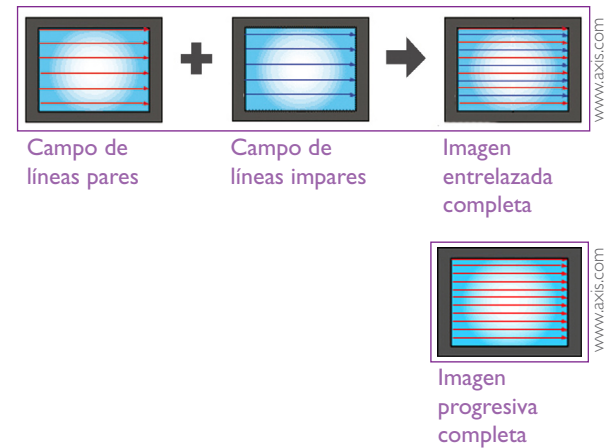 Campo de
líneas pares
Campo de
líneas impares
Imagen
entrelazada
completa
www.axis.com
Imagen
progresiva
completa
www.axis.com